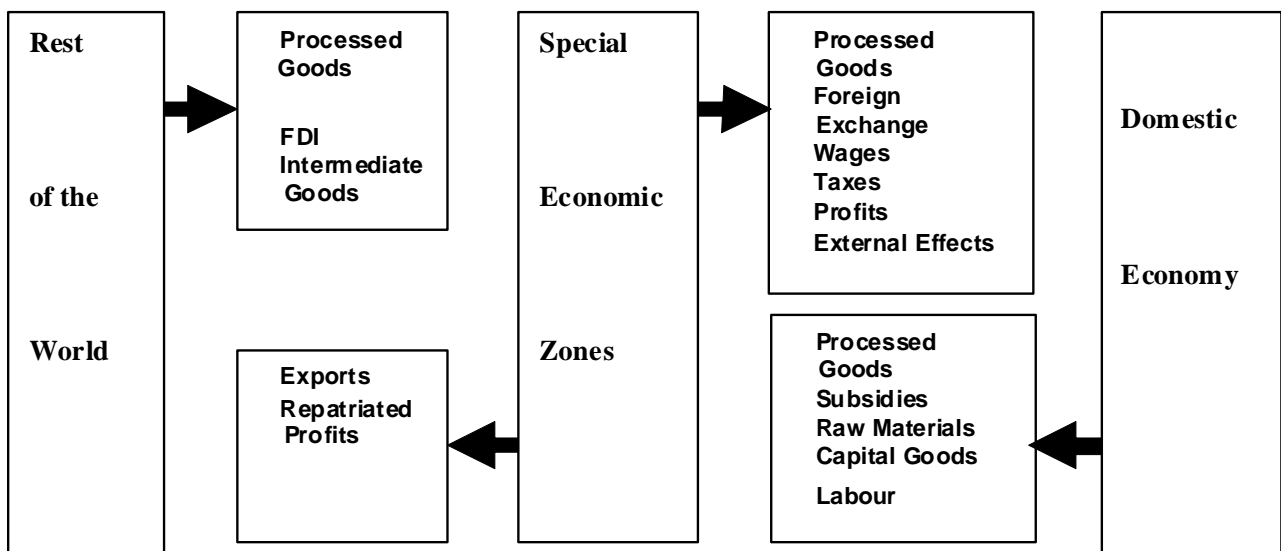 Rest
of the
World
Processed
Goods
FDI
Intermediate
Goods
Exports
Repatriated
Profits
Special
Economic
Zones
Processed
Goods
Foreign
Exchange
Wages
Taxes
Profits
External Effects
Processed
Goods
Subsidies
Raw Materials
Capital Goods
Labour
Domestic
Economy